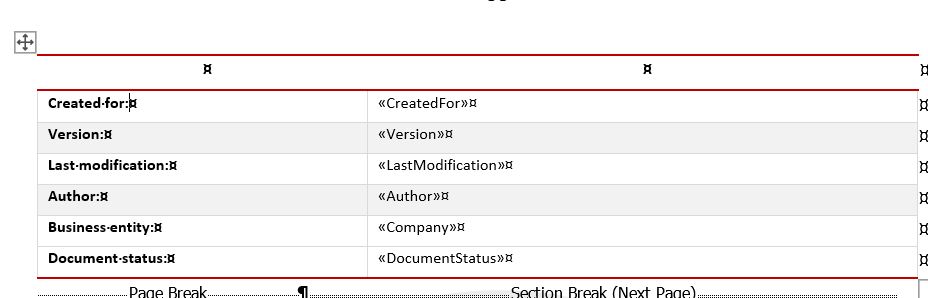 Created for: «CreatedFor»
Version: «Version»
Last modification: «LastModification»
Author: «Author»
Business entity: «Company»
Document status: «DocumentStatus»
Page Break ¶ Section Break (Next Page)